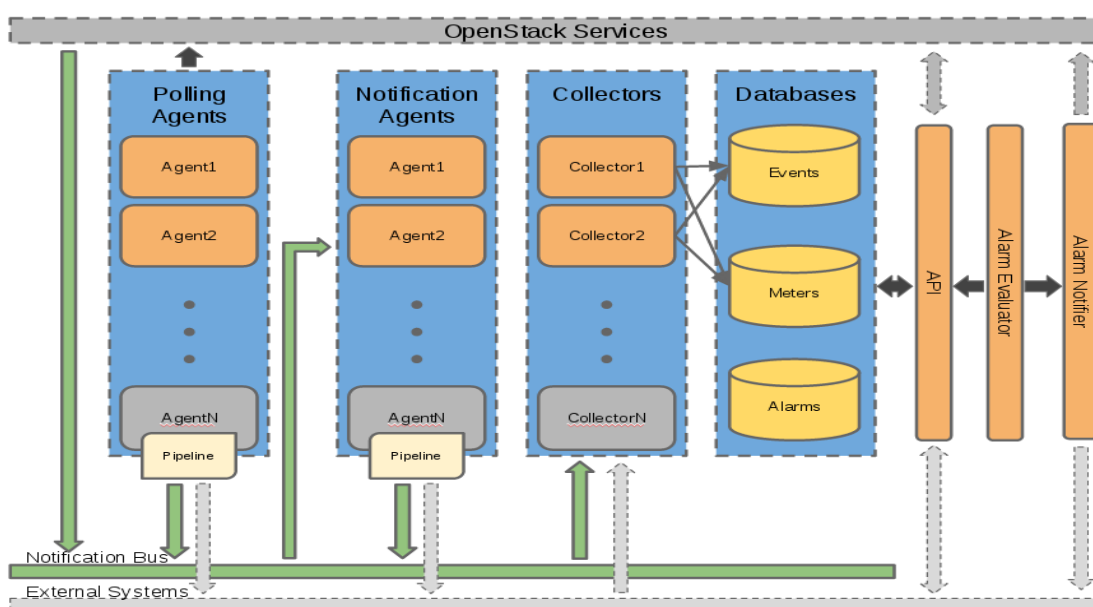 OpenStack Services
Polling
Agents
Agent1
Agent2
AgentN
Pipeline
Notification
Agents
Agent1
Agent2
AgentN
Pipeline
Collectors
Collector1
Collector2
CollectorN
Databases
Events
Meters
Alarms
API
Alarm Evaluator
Alarm Notifier
Notification Bus
External Systems